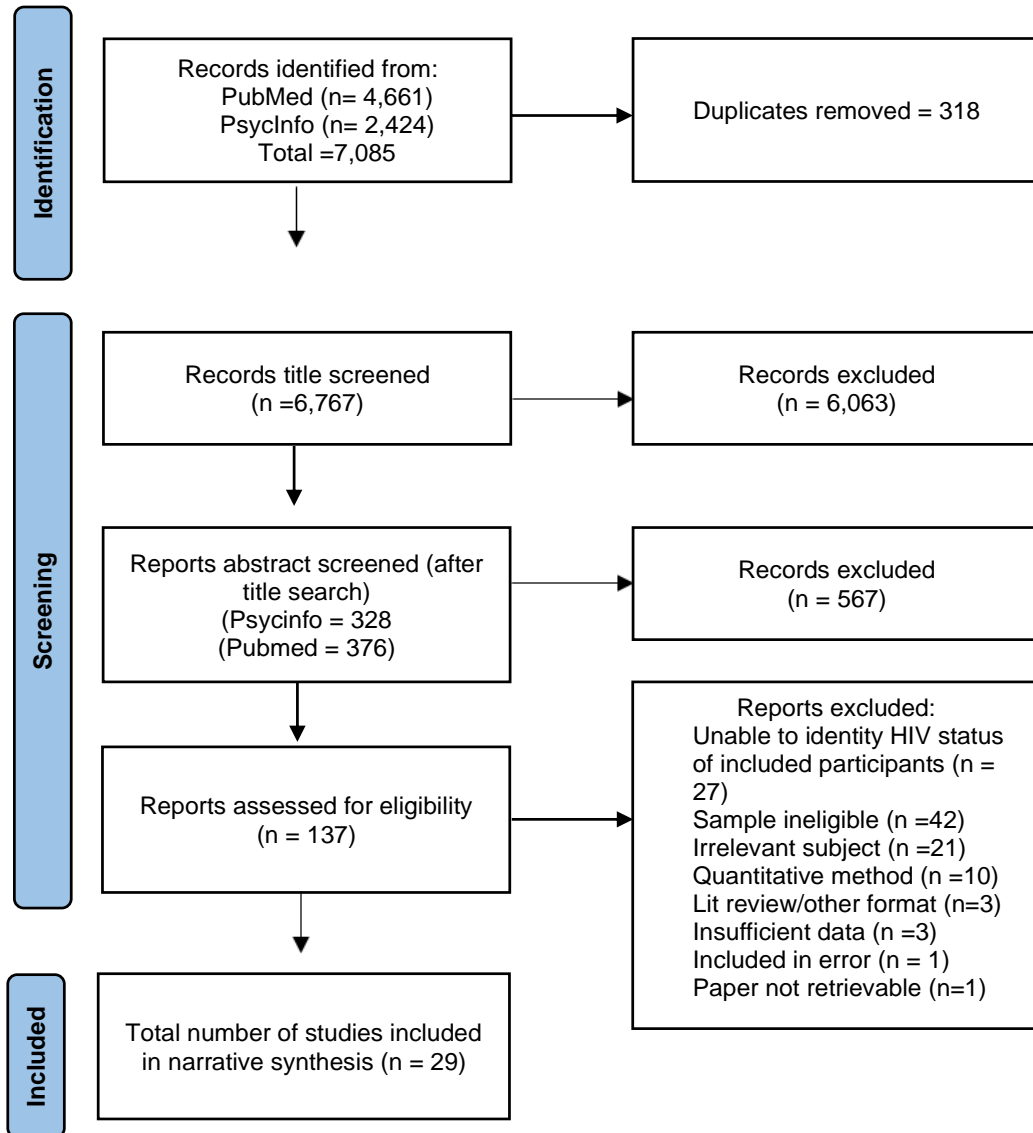 Identification
Records identified from:
PubMed (n= 4,661)
PsycInfo (n= 2,424)
Total =7,085
Duplicates removed = 318
Screening
Records title screened
(n =6,767)
Records excluded
(n = 6,063)
Reports abstract screened (after
title search)
(Psycinfo = 328
(Pubmed = 376)
Records excluded
(n = 567)
Reports assessed for eligibility
(n = 137)
Reports excluded:
Unable to identity HIV status
of included participants (n =
27)
Sample ineligible (n =42)
Irrelevant subject (n =21)
Quantitative method (n =10)
Lit review/other format (n=3)
Insufficient data (n =3)
Included in error (n = 1)
Paper not retrievable (n=1)
Included
Total number of studies included
in narrative synthesis (n = 29)